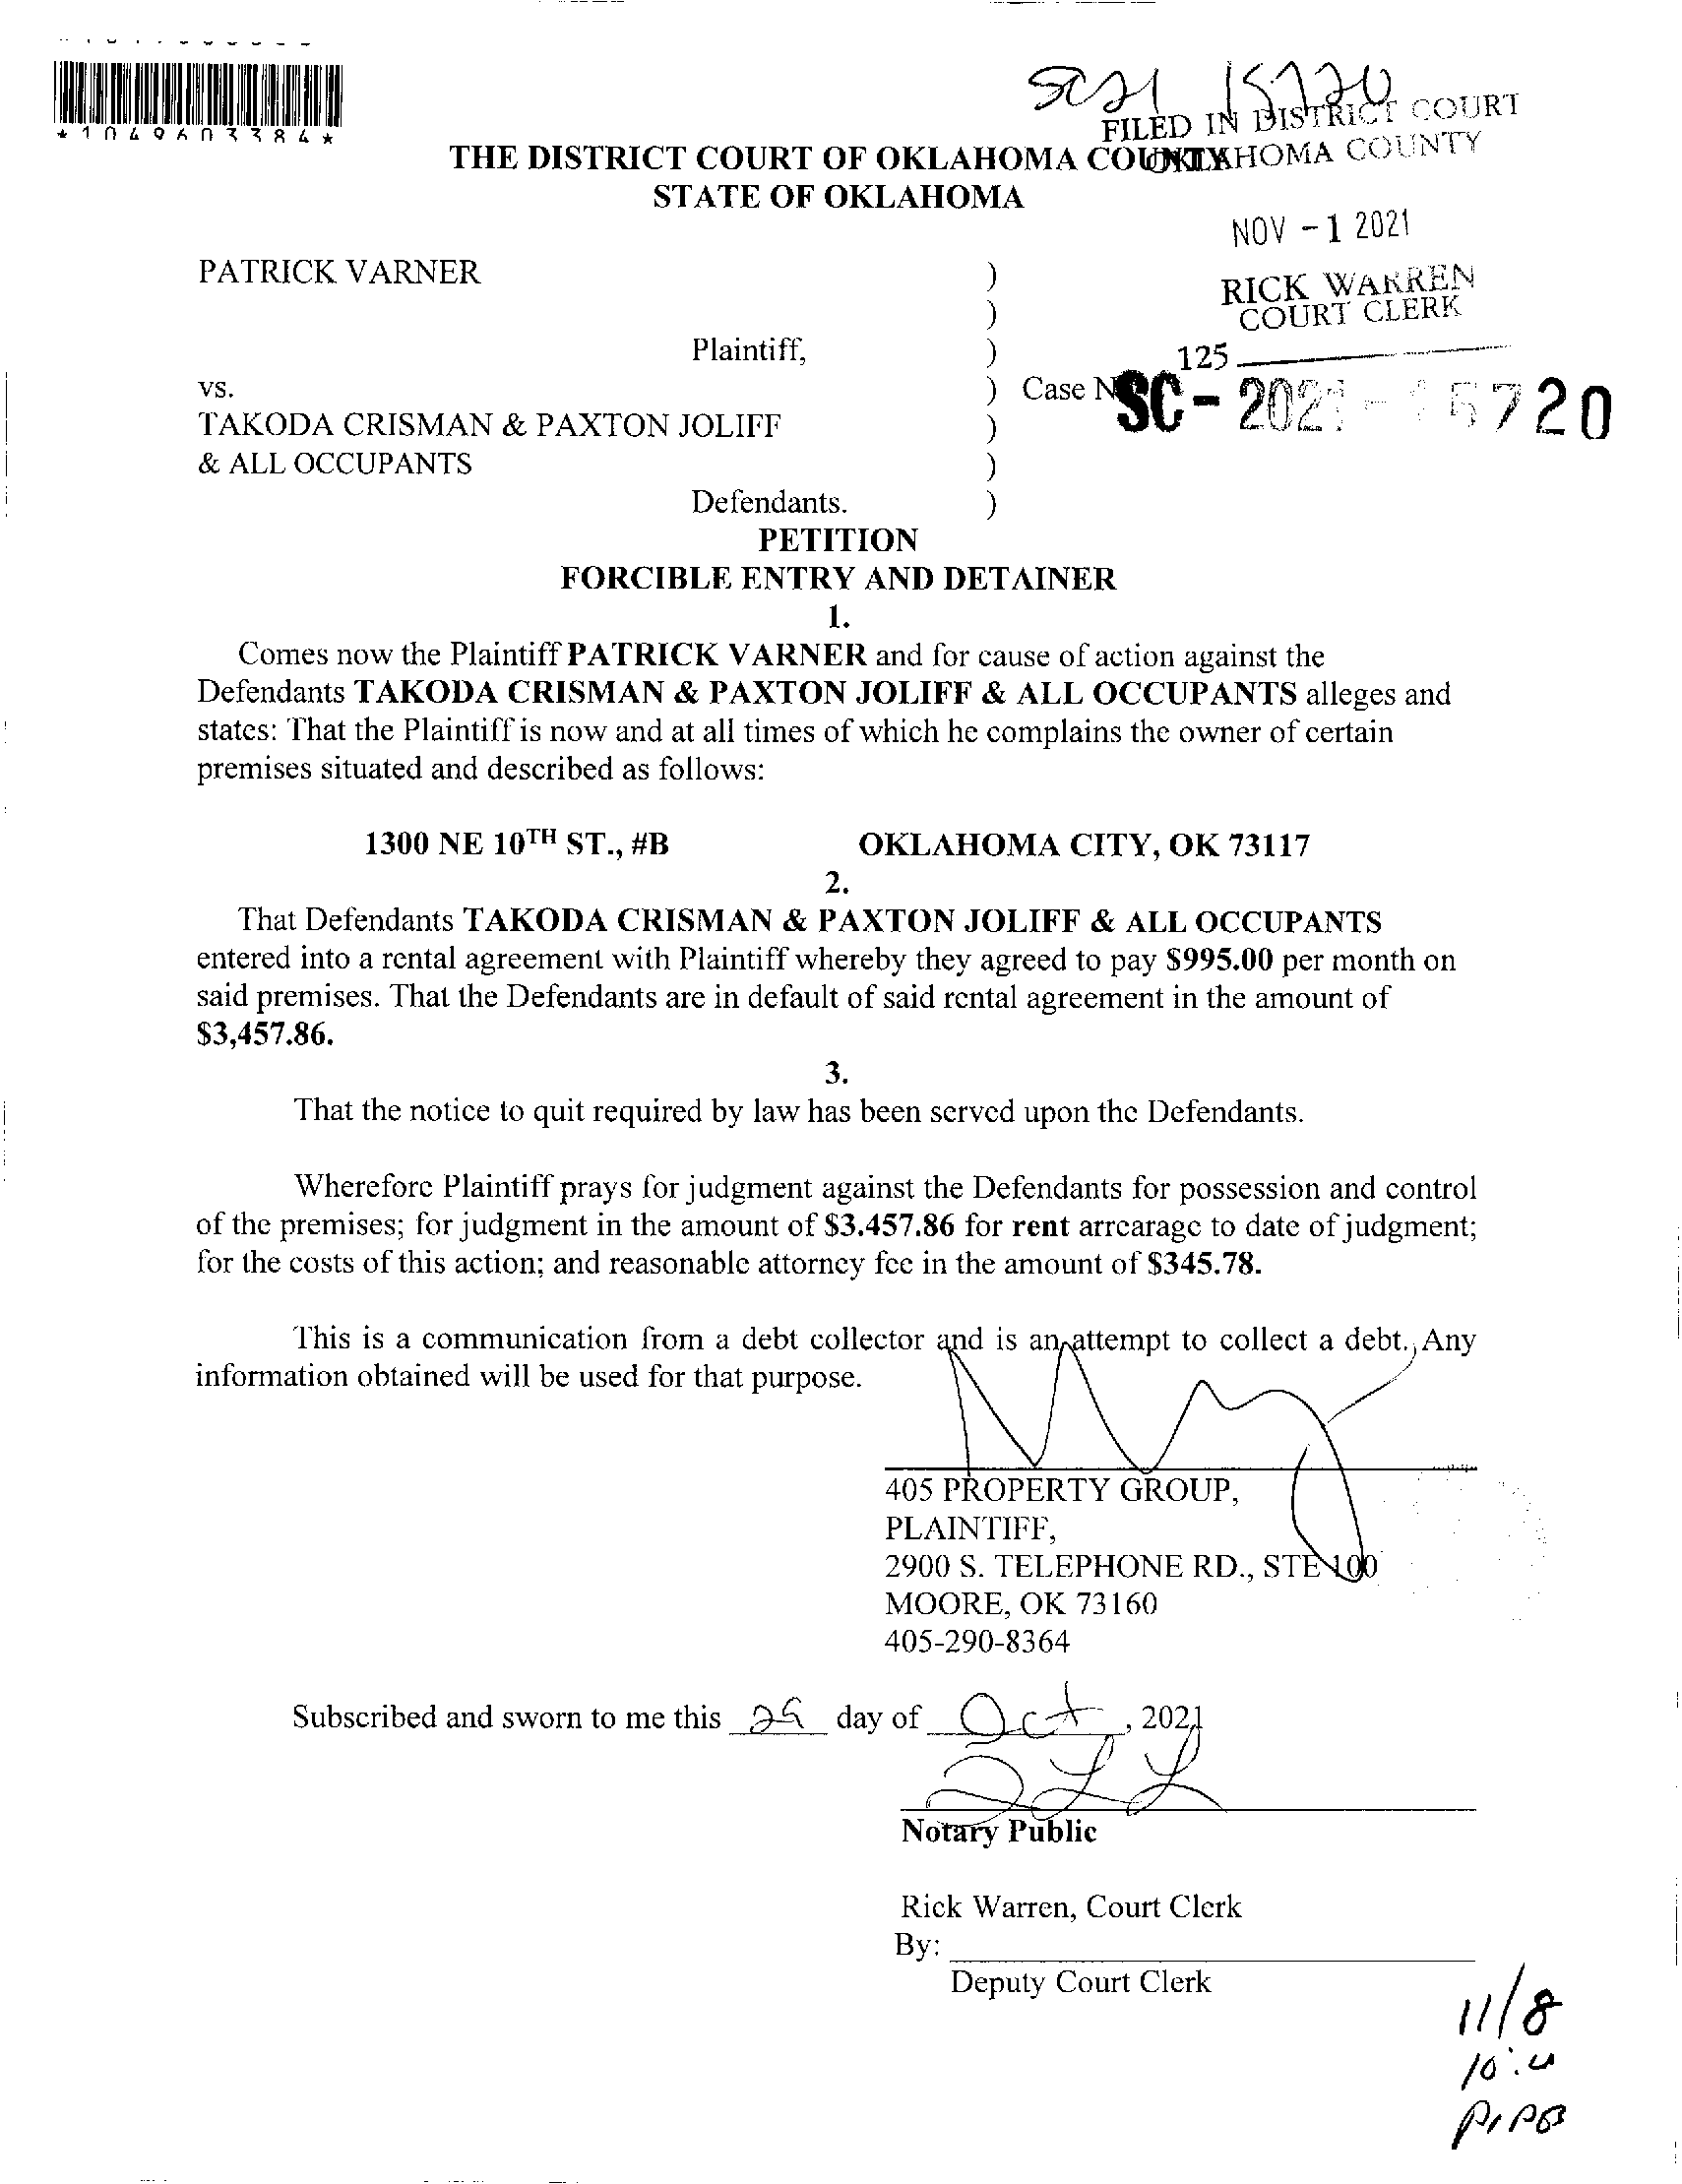 *1049603384*
SC21 15720
FILED IN DISTRICT COURT
OKLAHOMA COUNTY
THE DISTRICT COURT OF OKLAHOMA COUNTY
STATE OF OKLAHOMA
NOV -1 2021
PATRICK VARNER )
RICK WARREN
COURT CLERK
)
Plaintiff, )
125
vs. ) Case
SC-2021-15720
TAKODA CRISMAN & PAXTON JOLIFF )
& ALL OCCUPANTS )
Defendants. )
PETITION
FORCIBLE ENTRY AND DETAINER
1.
Comes now the Plaintiff PATRICK VARNER and for cause of action against the
Defendants TAKODA CRISMAN & PAXTON JOLIFF & ALL OCCUPANTS alleges and
states: That the Plaintiff is now and at all times of which he complains the owner of certain
premises situated and described as follows:
1300 NE 10TH ST., #B OKLAHOMA CITY, OK 73117
2.
That Defendants TAKODA CRISMAN & PAXTON JOLIFF & ALL OCCUPANTS
entered into a rental agreement with Plaintiff whereby they agreed to pay $995.00 per month on
said premises. That the Defendants are in default of said rental agreement in the amount of
$3,457.86.
3.
That the notice to quit required by law has been served upon the Defendants.
Wherefore Plaintiff prays for judgment against the Defendants for possession and control
of the premises; for judgment in the amount of $3.457.86 for rent arrearage to date of judgment;
for the costs of this action; and reasonable attorney fee in the amount of $345.78.
This is a communication from a debt collector and is an attempt to collect a debt. Any
information obtained will be used for that purpose.
405 PROPERTY GROUP,
PLAINTIFF,
2900 S. TELEPHONE RD., STE 100
MOORE, OK 73160
405-290-8364
Subscribed and sworn to me this day of Oct, 2021
Notary Public
Rick Warren, Court Clerk
By:
Deputy Court Clerk
11/8